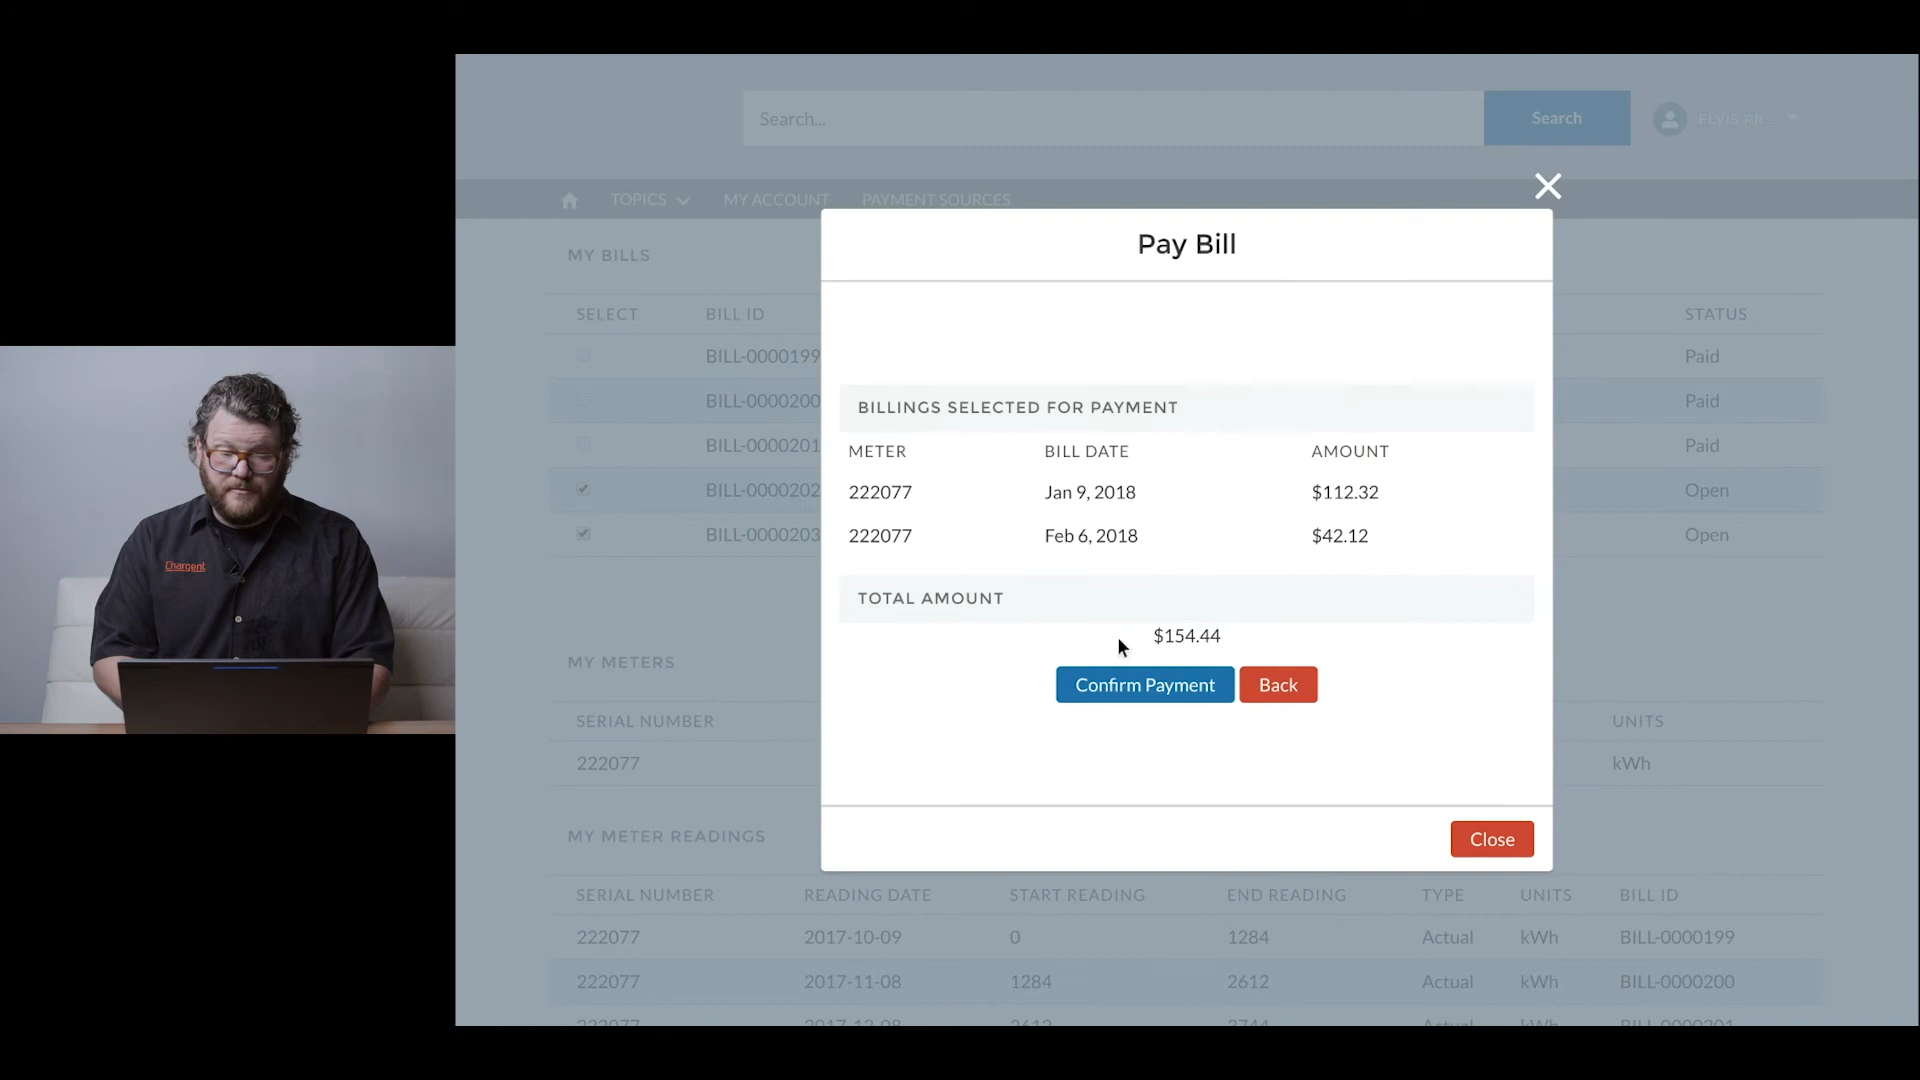 Search...
Search
ELVIS PR...
TOPICS
MY ACCOUNT
PAYMENT SOURCES
Pay Bill
MY BILLS
SELECT
BILL ID
STATUS
BILL-0000199
Paid
BILL-0000200
Paid
BILL-0000201
Paid
BILL-0000202
Open
BILL-0000203
Open
BILLINGS SELECTED FOR PAYMENT
METER
BILL DATE
AMOUNT
222077
Jan 9, 2018
$112.32
222077
Feb 6, 2018
$42.12
TOTAL AMOUNT
$154.44
Confirm Payment
Back
Close
Chargent
MY METERS
SERIAL NUMBER
UNITS
222077
kWh
MY METER READINGS
SERIAL NUMBER
READING DATE
START READING
END READING
TYPE
UNITS
BILL ID
222077
2017-10-09
0
1284
Actual
kWh
BILL-0000199
222077
2017-11-08
1284
2612
Actual
kWh
BILL-0000200